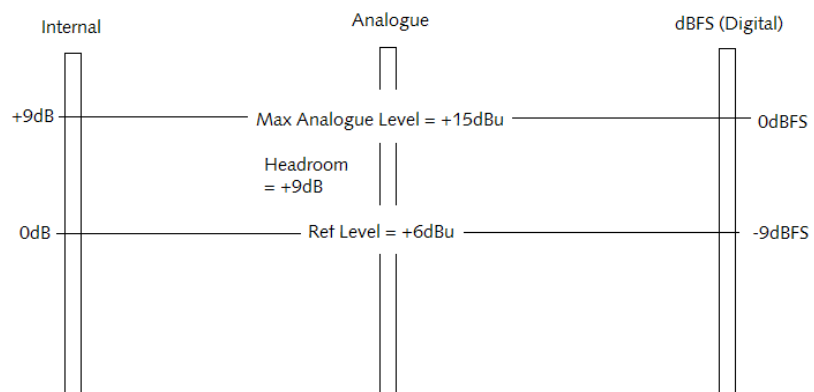 Internal
Analogue
dBFS (Digital)
+9dB
Max Analogue Level = +15dBu
0dBFS
Headroom
= +9dB
0dB
Ref Level = +6dBu
-9dBFS